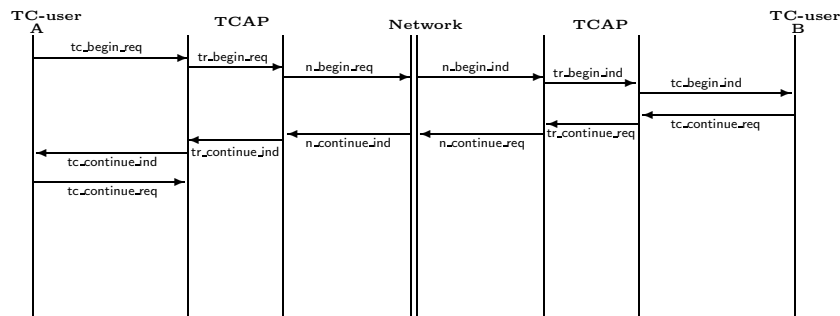 TC-user
A
TCAP
Network
TCAP
TC-user
B
tc_begin_req
tr_begin_req
n_begin_req
n_begin_ind
tr_begin_ind
tc_begin_ind
tc_continue_req
tr_continue_req
n_continue_req
n_continue_ind
tr_continue_ind
tc_continue_ind
tc_continue_req